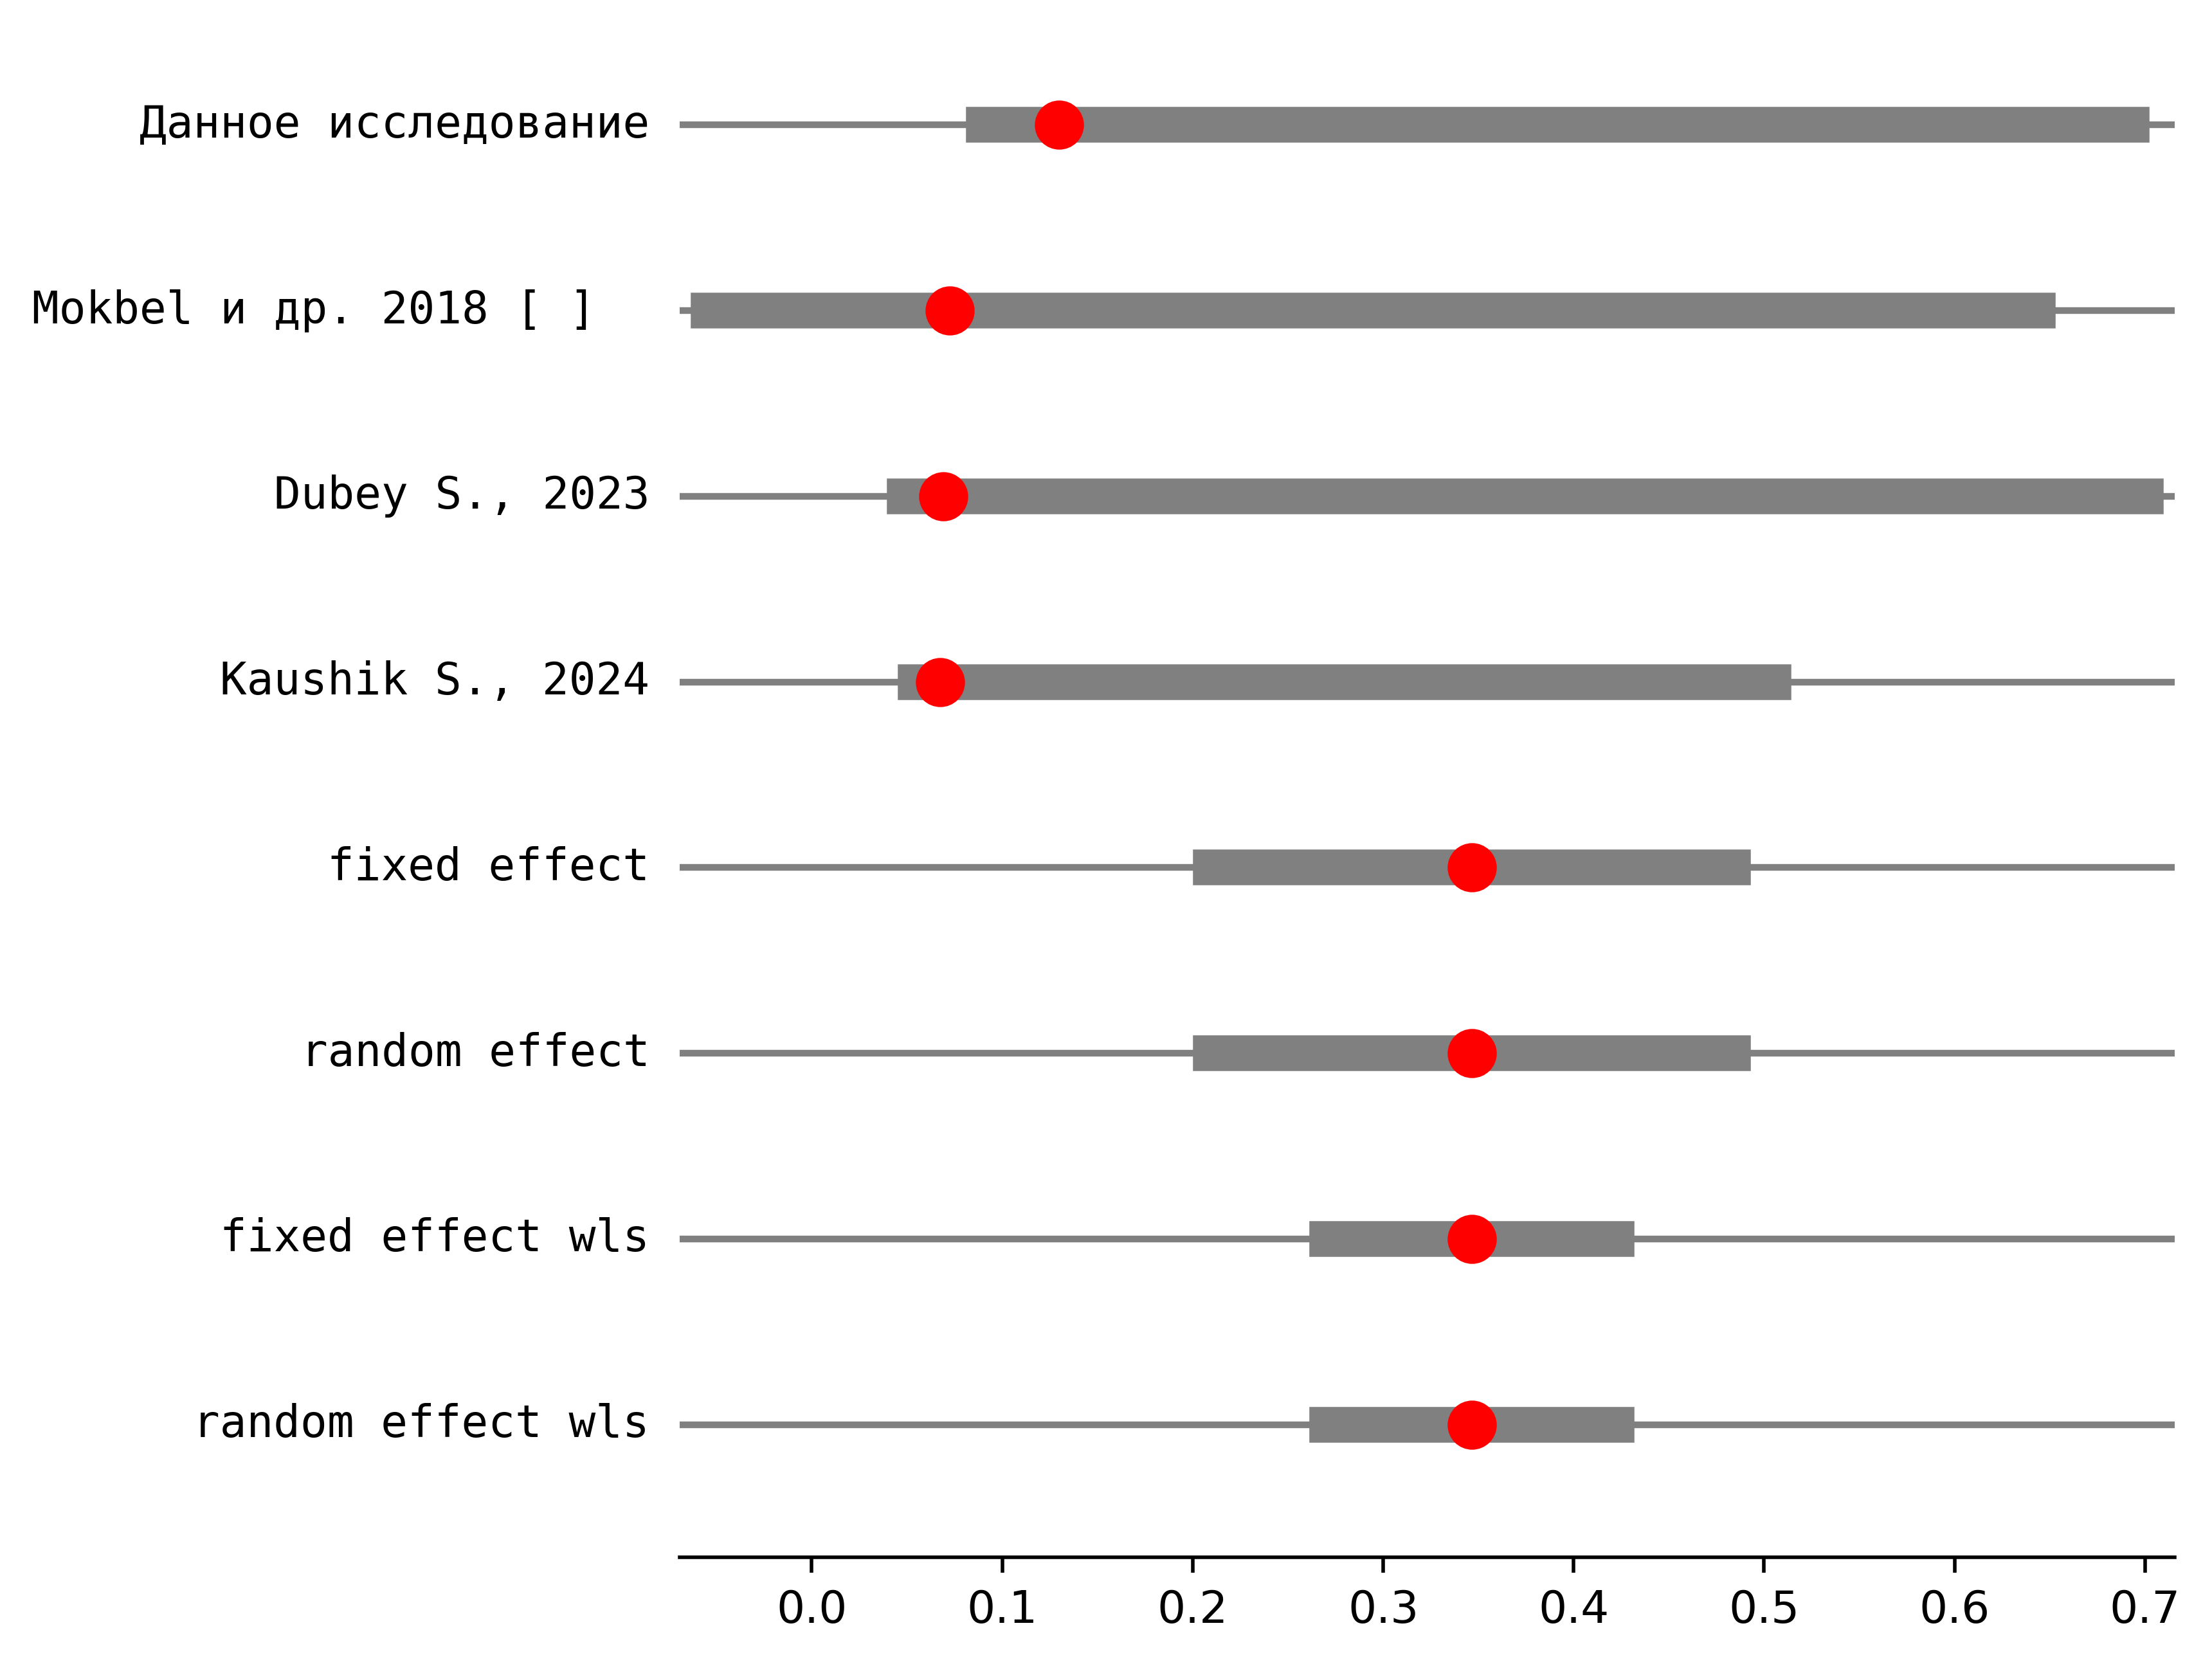 Данное исследование
Mokbel и др. 2018 [ ]
Dubey S., 2023
Kaushik S., 2024
fixed effect
random effect
fixed effect wls
random effect wls
0.0 0.1 0.2 0.3 0.4 0.5 0.6 0.7